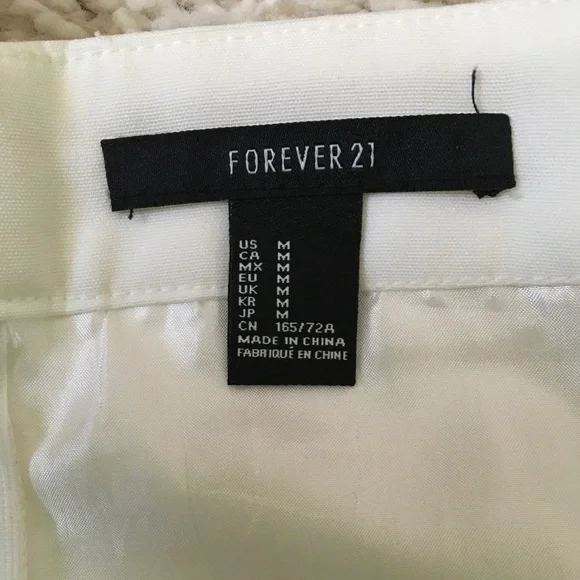 FOREVER 21
US M
CA M
MX M
EU M
UK M
KR M
JP M
CN 165/72A
MADE IN CHINA
FABRIQUÉ EN CHINE